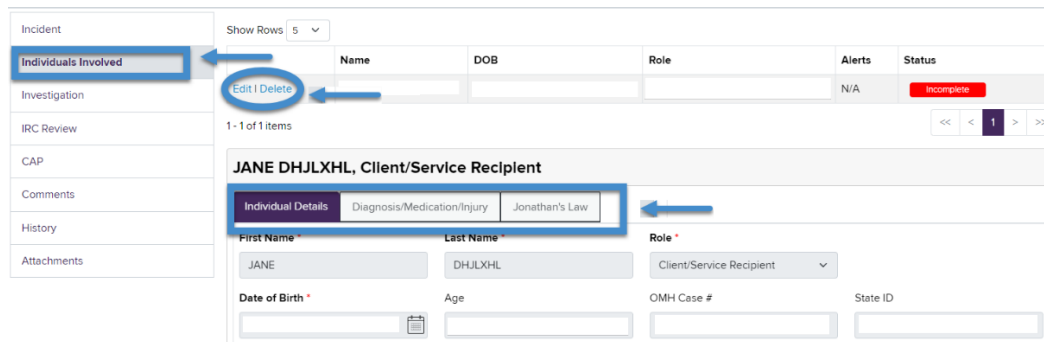 Incident
Individuals Involved
Investigation
IRC Review
CAP
Comments
History
Attachments
Show Rows 5
Name DOB Role Alerts Status
Edit | Delete N/A Incomplete
1 - 1 of 1 items
<< < 1 > >>
JANE DHJLXHL, Client/Service Recipient
Individual Details Diagnosis/Medication/Injury Jonathan's Law
First Name * Last Name * Role *
JANE DHJLXHL Client/Service Recipient
Date of Birth * Age OMH Case # State ID